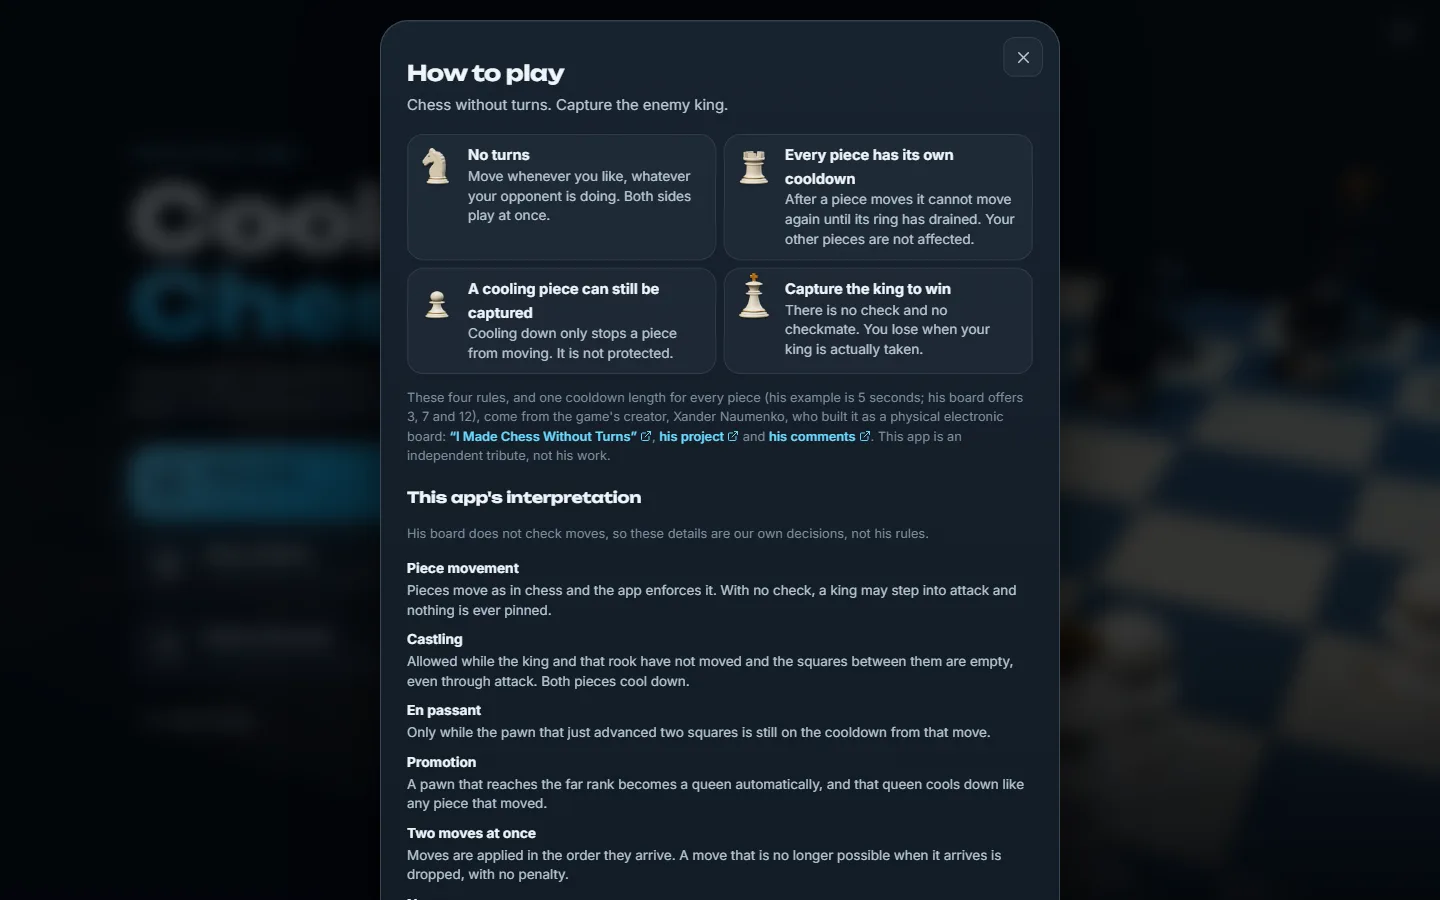 How to play
Chess without turns. Capture the enemy king.
No turns
Move whenever you like, whatever
your opponent is doing. Both sides
play at once.
Every piece has its own
cooldown
After a piece moves it cannot move
again until its ring has drained. Your
other pieces are not affected.
A cooling piece can still be
captured
Cooling down only stops a piece
from moving. It is not protected.
Capture the king to win
There is no check and no
checkmate. You lose when your
king is actually taken.
These four rules, and one cooldown length for every piece (his example is 5 seconds; his board offers
3, 7 and 12), come from the game's creator, Xander Naumenko, who built it as a physical electronic
board: “I Made Chess Without Turns”, his project and his comments. This app is an
independent tribute, not his work.
This app's interpretation
His board does not check moves, so these details are our own decisions, not his rules.
Piece movement
Pieces move as in chess and the app enforces it. With no check, a king may step into attack and
nothing is ever pinned.
Castling
Allowed while the king and that rook have not moved and the squares between them are empty,
even through attack. Both pieces cool down.
En passant
Only while the pawn that just advanced two squares is still on the cooldown from that move.
Promotion
A pawn that reaches the far rank becomes a queen automatically, and that queen cools down like
any piece that moved.
Two moves at once
Moves are applied in the order they arrive. A move that is no longer possible when it arrives is
dropped, with no penalty.